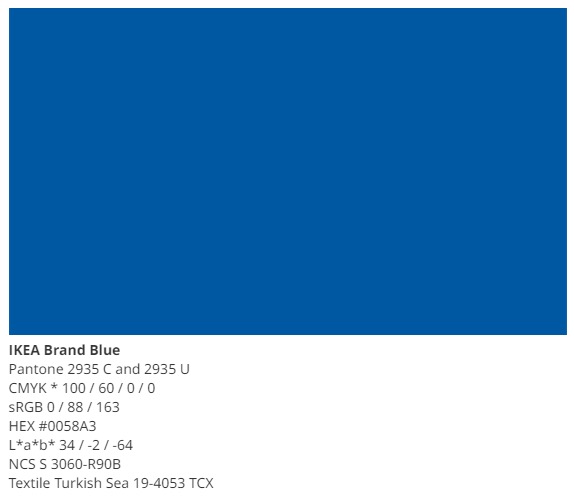 IKEA Brand Blue
Pantone 2935 C and 2935 U
CMYK * 100 / 60 / 0 / 0
sRGB 0 / 88 / 163
HEX #0058A3
L*a*b* 34 / -2 / -64
NCS S 3060-R90B
Textile Turkish Sea 19-4053 TCX